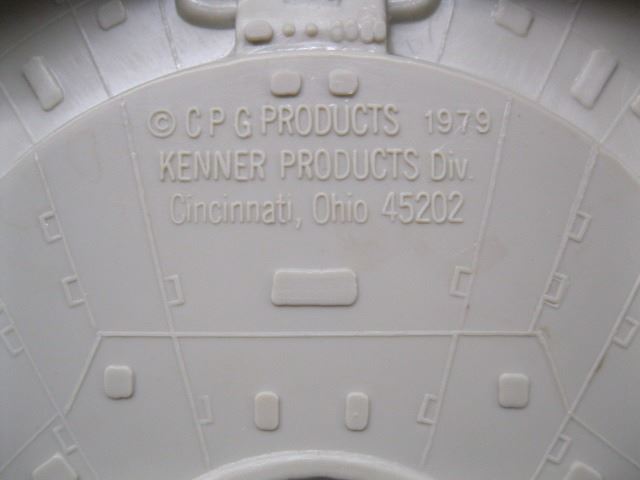 © C P G PRODUCTS 1979
KENNER PRODUCTS Div.
Cincinnati, Ohio 45202